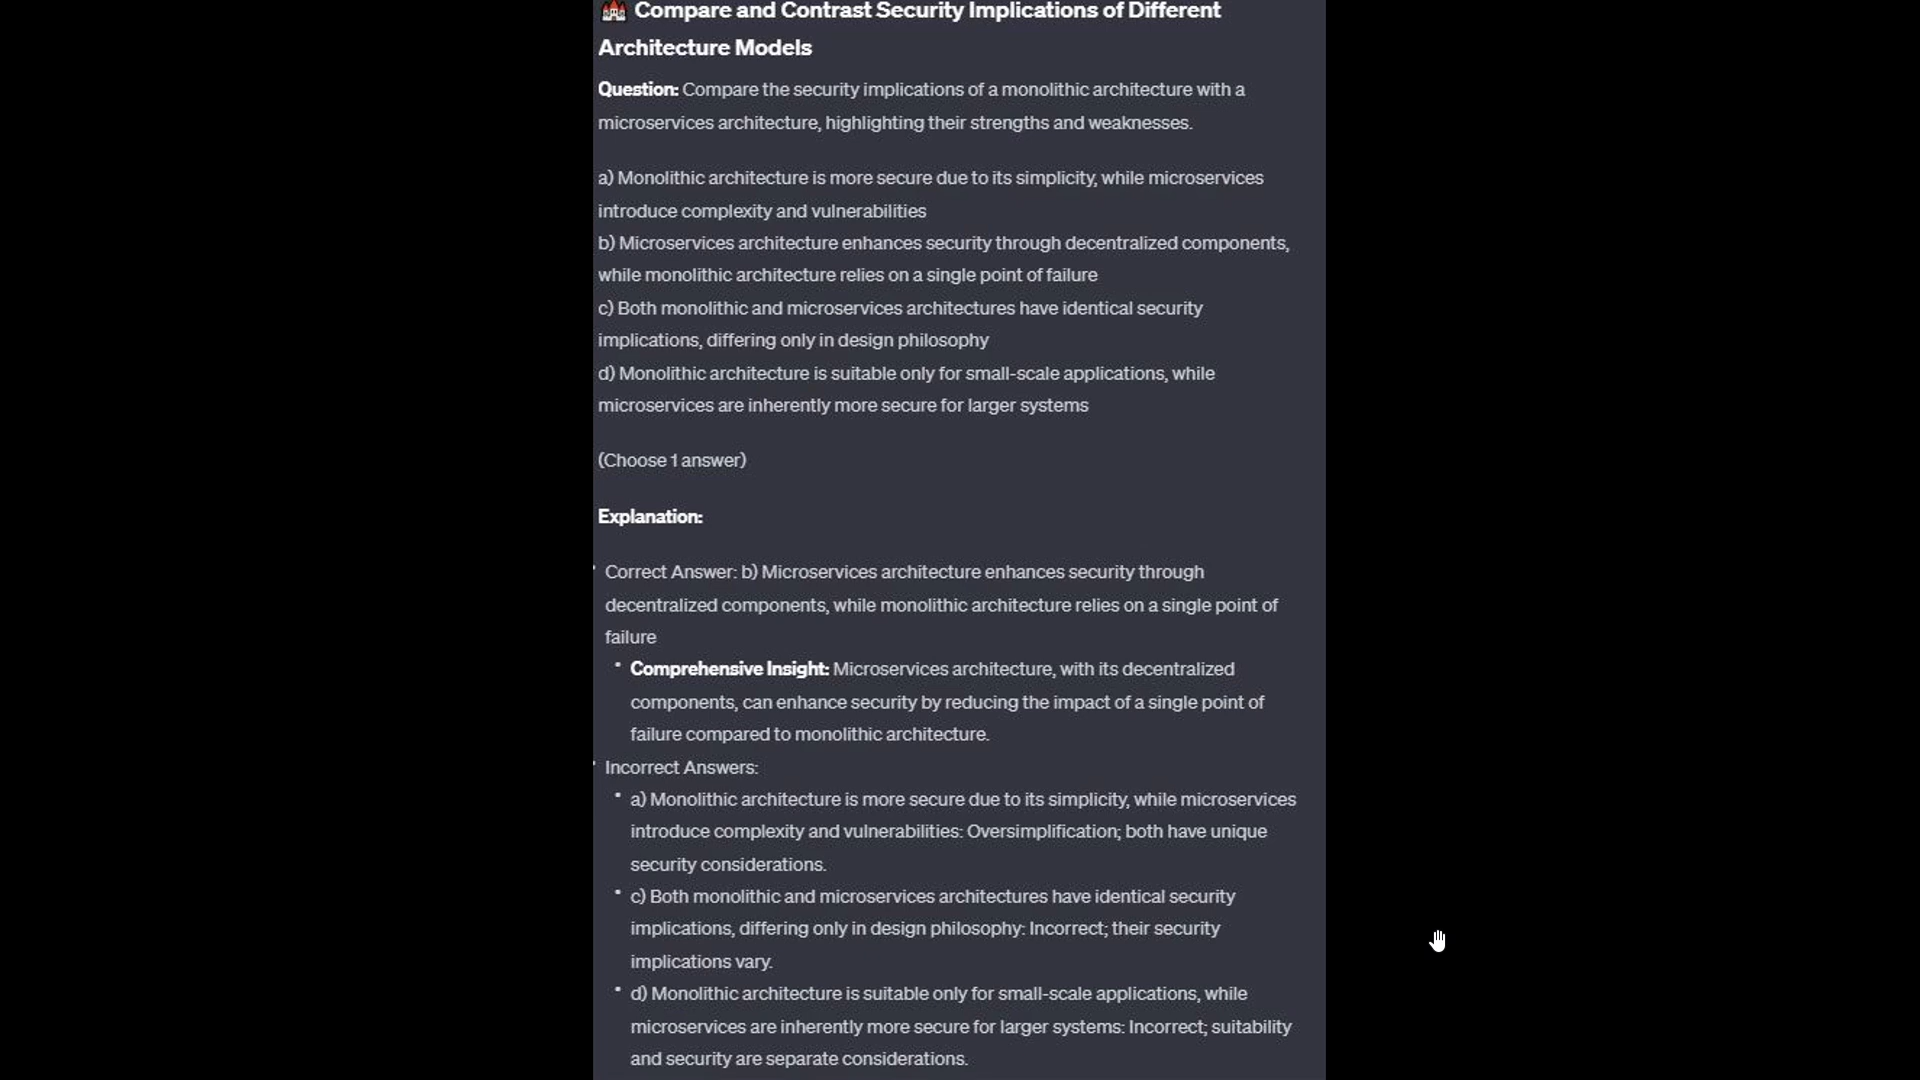 🏰 Compare and Contrast Security Implications of Different
Architecture Models
Question: Compare the security implications of a monolithic architecture with a
microservices architecture, highlighting their strengths and weaknesses.
a) Monolithic architecture is more secure due to its simplicity, while microservices
introduce complexity and vulnerabilities
b) Microservices architecture enhances security through decentralized components,
while monolithic architecture relies on a single point of failure
c) Both monolithic and microservices architectures have identical security
implications, differing only in design philosophy
d) Monolithic architecture is suitable only for small-scale applications, while
microservices are inherently more secure for larger systems
(Choose 1 answer)
Explanation:
• Correct Answer: b) Microservices architecture enhances security through
decentralized components, while monolithic architecture relies on a single point of
failure
• Comprehensive Insight: Microservices architecture, with its decentralized
components, can enhance security by reducing the impact of a single point of
failure compared to monolithic architecture.
• Incorrect Answers:
• a) Monolithic architecture is more secure due to its simplicity, while microservices
introduce complexity and vulnerabilities: Oversimplification; both have unique
security considerations.
• c) Both monolithic and microservices architectures have identical security
implications, differing only in design philosophy: Incorrect; their security
implications vary.
• d) Monolithic architecture is suitable only for small-scale applications, while
microservices are inherently more secure for larger systems: Incorrect; suitability
and security are separate considerations.